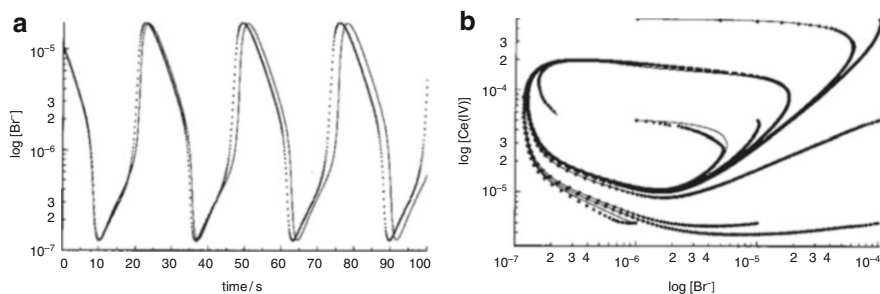 a
log [Br⁻]
10⁻⁵
3
2
10⁻⁶
3
2
10⁻⁷
0 10 20 30 40 50 60 70 80 90 100
time / s
b
log [Ce(IV)]
3
2
10⁻⁴
3
2
10⁻⁵
10⁻⁷ 2 3 4 10⁻⁶ 2 3 4 10⁻⁵ 2 3 4 10⁻⁴
log [Br⁻]